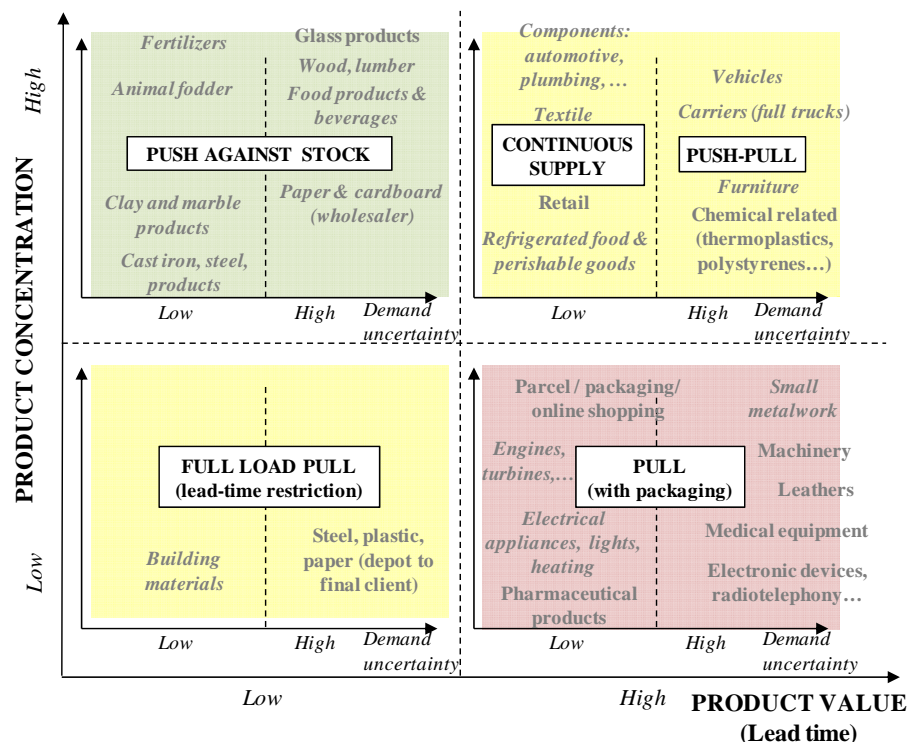 PRODUCT CONCENTRATION
High
Low
Fertilizers
Animal fodder
Glass products
Wood, lumber
Food products &
beverages
PUSH AGAINST STOCK
Clay and marble
products
Cast iron, steel,
products
Paper & cardboard
(wholesaler)
Low
High
Demand
uncertainty
Components:
automotive,
plumbing, …
Textile
CONTINUOUS
SUPPLY
Retail
Refrigerated food &
perishable goods
Vehicles
Carriers (full trucks)
PUSH-PULL
Furniture
Chemical related
(thermoplastics,
polystyrenes…)
Low
High
Demand
uncertainty
FULL LOAD PULL
(lead-time restriction)
Building
materials
Steel, plastic,
paper (depot to
final client)
Low
High
Demand
uncertainty
Parcel / packaging/
online shopping
Engines,
turbines,…
PULL
(with packaging)
Electrical
appliances, lights,
heating
Pharmaceutical
products
Small
metalwork
Machinery
Leathers
Medical equipment
Electronic devices,
radiotelephony…
Low
High
Demand
uncertainty
Low
High
PRODUCT VALUE
(Lead time)